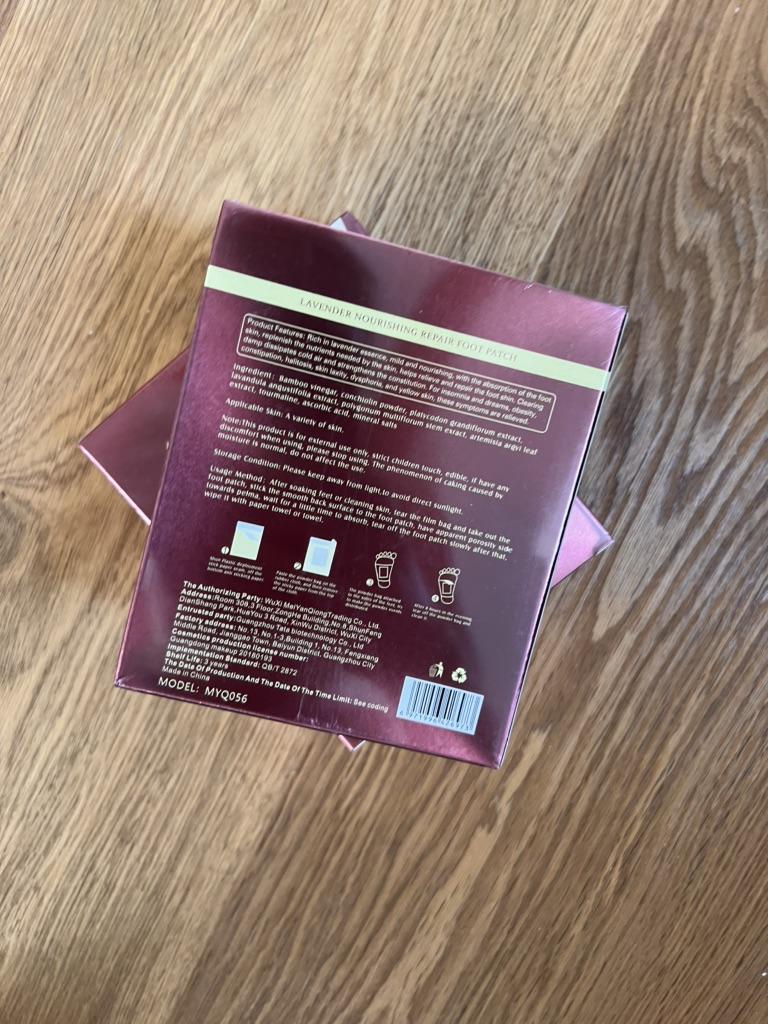 LAVENDER NOURISHING REPAIR FOOT PATCH
Product Features: Rich in lavender essence, mild and nourishing, with the absorption of the foot
skin, replenish the nutrients needed by the skin, helps relieve and repair the foot shin. Clearing
damp dissipates cold air and strengthens the constitution. For insomnia and dreams, obesity,
constipation, halitosis, skin laxity, dysphoria, and yellow skin, these symptoms are relieved.
Ingredient: Bamboo vinegar, conchiolin powder, platycodon grandiflorum extract,
lavandula angustifolia extract, polygonum multiflorum stem extract, artemisia argyi leaf
extract, tourmaline, ascorbic acid, mineral salts
Applicable Skin: A variety of skin.
Note:This product is for external use only, strict children touch, edible, if have any
discomfort when using, please stop using. The phenomenon of caking caused by
moisture is normal, do not affect the use.
Storage Condition: Please keep away from light,to avoid direct sunlight.
Usage Method: After soaking feet or cleaning skin, tear the film bag and take out the
foot patch, stick the smooth back surface to the foot patch, have apparent porosity side
towards pelma, wait for a little time to absorb, tear off the foot patch slowly after that,
wipe it with paper towel or towel.
The Authorizing Party: WuXi MeiYanQiongTrading Co., Ltd.
Address:Room 309,3 Floor,ZongHe Building,No.8,ShunFeng
DianShang Park,HuaYou 3 Road, XinWu District, WuXi City
Entrusted party:Guangzhou Tate biotechnology Co., Ltd
Factory address: No.13, No 1-3,Building 1, No.13, Fengxiang
Middle Road, Jianggao Town, Baiyun District, Guangzhou City
Cosmetics production license number:
Guangdong makeup 20180193
Implementation Standard: QB/T 2872
Shelf Life: 3 years
The Date Of Production And The Date Of The Time Limit: See coding
Made in China
MODEL: MYQ056